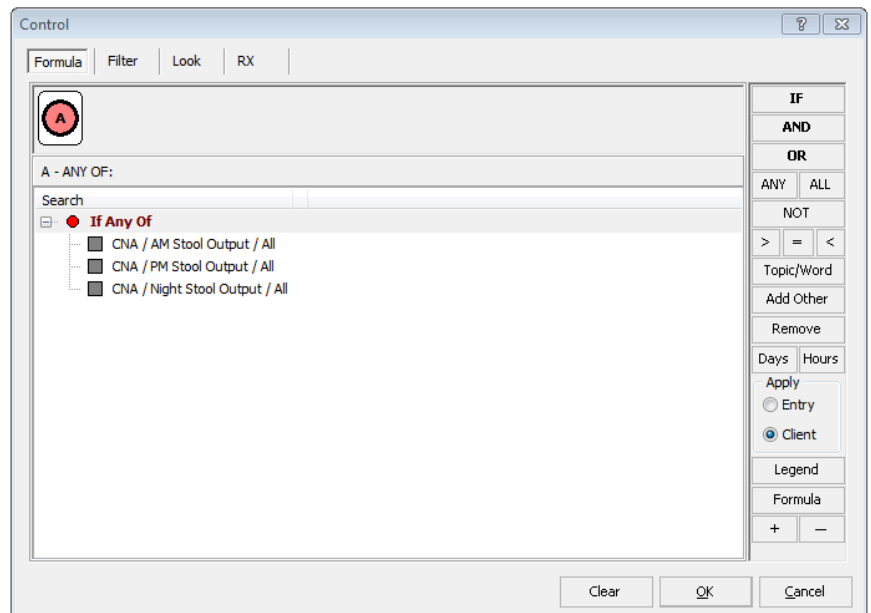 Control
Formula Filter Look RX
A
A - ANY OF:
Search
If Any Of
CNA / AM Stool Output / All
CNA / PM Stool Output / All
CNA / Night Stool Output / All
IF
AND
OR
ANY ALL
NOT
> = <
Topic/Word
Add Other
Remove
Days Hours
Apply
Entry
Client
Legend
Formula
+ –
Clear OK Cancel